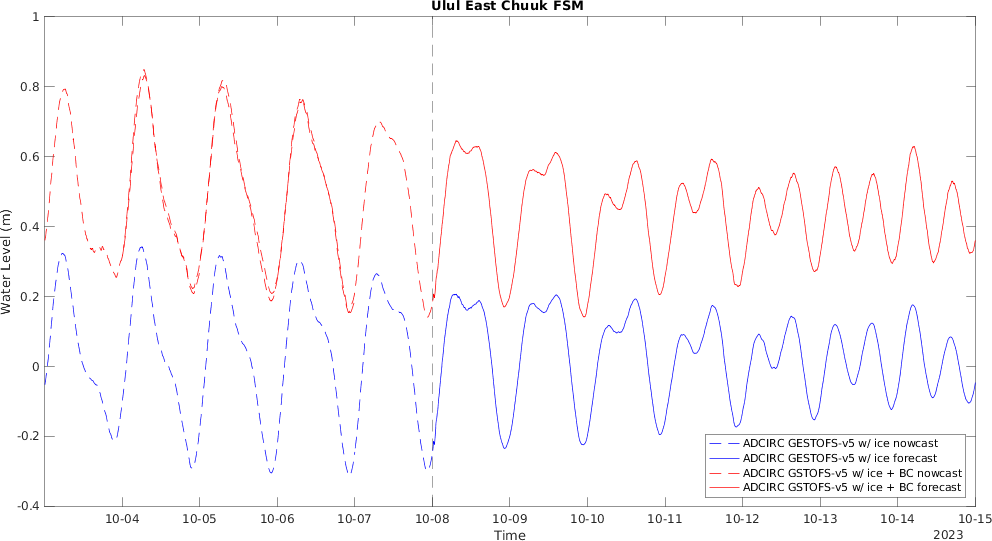 Ulul East Chuuk FSM
1
0.8
0.6
0.4
0.2
0
-0.2
-0.4
Water Level (m)
10-04 10-05 10-06 10-07 10-08 10-09 10-10 10-11 10-12 10-13 10-14 10-15
Time
2023
ADCIRC GESTOFS-v5 w/ ice nowcast
ADCIRC GESTOFS-v5 w/ ice forecast
ADCIRC GSTOFS-v5 w/ ice + BC nowcast
ADCIRC GSTOFS-v5 w/ ice + BC forecast